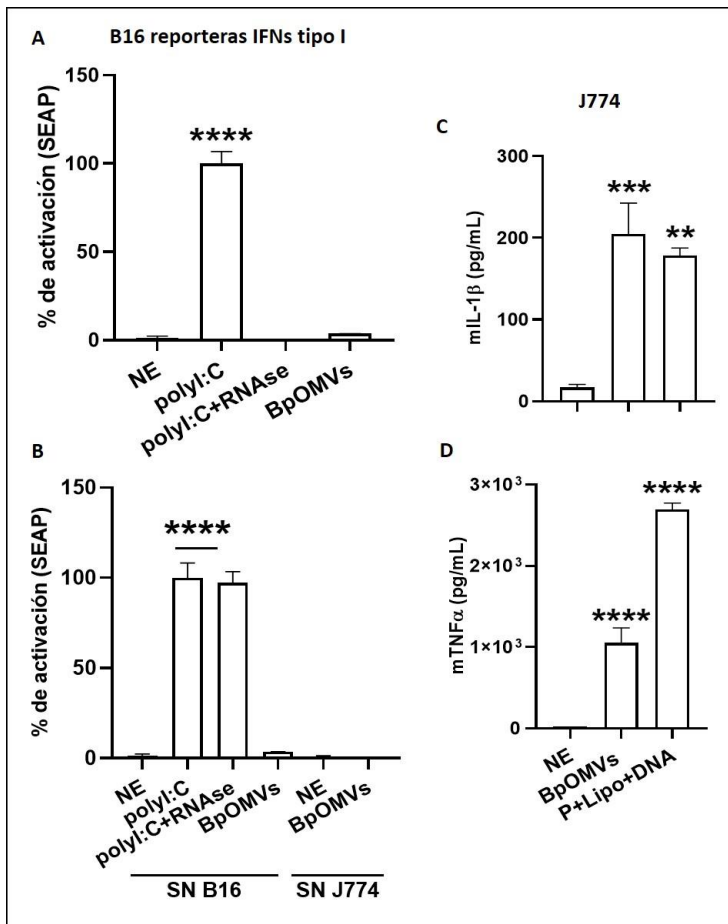 A
B16 reporteras IFNs tipo I
% de activación (SEAP)
150
100
50
0
****
NE
polyI:C
polyI:C+RNAse
BpOMVs
B
% de activación (SEAP)
150
100
50
0
****
NE
polyI:C
polyI:C+RNAse
BpOMVs
NE
BpOMVs
SN B16
SN J774
J774
C
mIL-1β (pg/mL)
300
200
100
0
***
**
D
mTNFα (pg/mL)
3×10³
2×10³
1×10³
0
****
****
NE
BpOMVs
P+Lipo+DNA